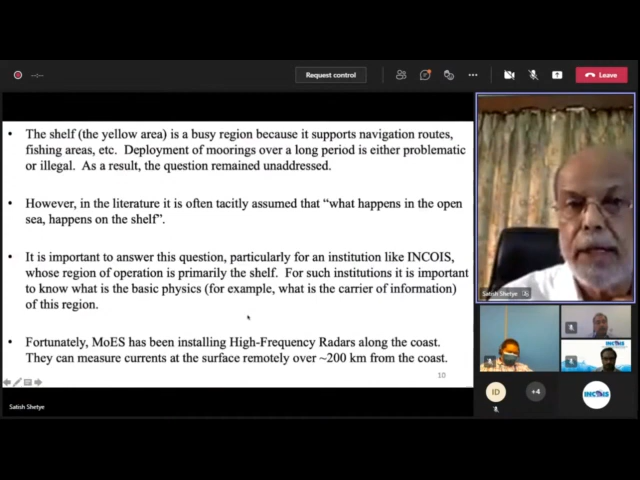 Request control
Leave
• The shelf (the yellow area) is a busy region because it supports navigation routes,
fishing areas, etc. Deployment of moorings over a long period is either problematic
or illegal. As a result, the question remained unaddressed.
• However, in the literature it is often tacitly assumed that “what happens in the open
sea, happens on the shelf”.
• It is important to answer this question, particularly for an institution like INCOIS,
whose region of operation is primarily the shelf. For such institutions it is important
to know what is the basic physics (for example, what is the carrier of information)
of this region.
• Fortunately, MoES has been installing High-Frequency Radars along the coast.
They can measure currents at the surface remotely over ~200 km from the coast.
10
Satish Shetye
Satish Shetye
INCOIS
ID
+4
INCOIS